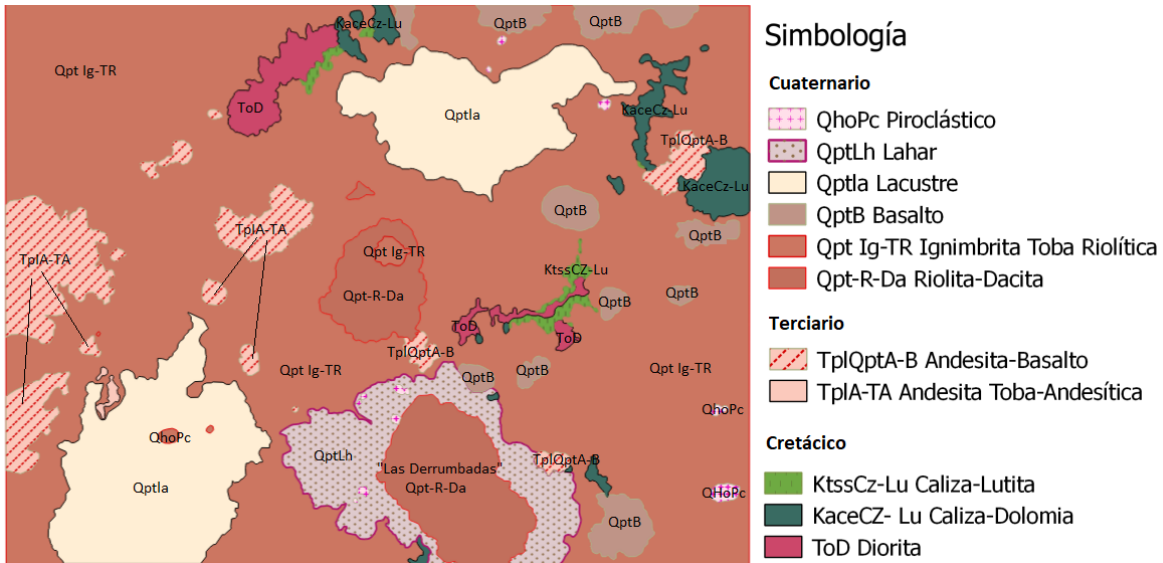 KaceCz-Lu
QptB
QptB
Qpt Ig-TR
ToD
Qptla
KaceCz-Lu
TplQptA-B
KaceCz-Lu
TplA-TA
QptB
QptB
TplA-TA
Qpt Ig-TR
KtssCZ-Lu
Qpt-R-Da
QptB
QptB
ToD
ToD
TplQptA-B
Qpt Ig-TR
QptB
QptB
Qpt Ig-TR
QhoPc
QhoPc
QptLh
TplQptA-B
"Las Derrumbadas"
Qpt-R-Da
Qptla
QHoPc
QptB
Simbología
Cuaternario
QhoPc Piroclástico
QptLh Lahar
Qptla Lacustre
QptB Basalto
Qpt Ig-TR Ignimbrita Toba Riolítica
Qpt-R-Da Riolita-Dacita
Terciario
TplQptA-B Andesita-Basalto
TplA-TA Andesita Toba-Andesítica
Cretácico
KtssCz-Lu Caliza-Lutita
KaceCZ- Lu Caliza-Dolomia
ToD Diorita